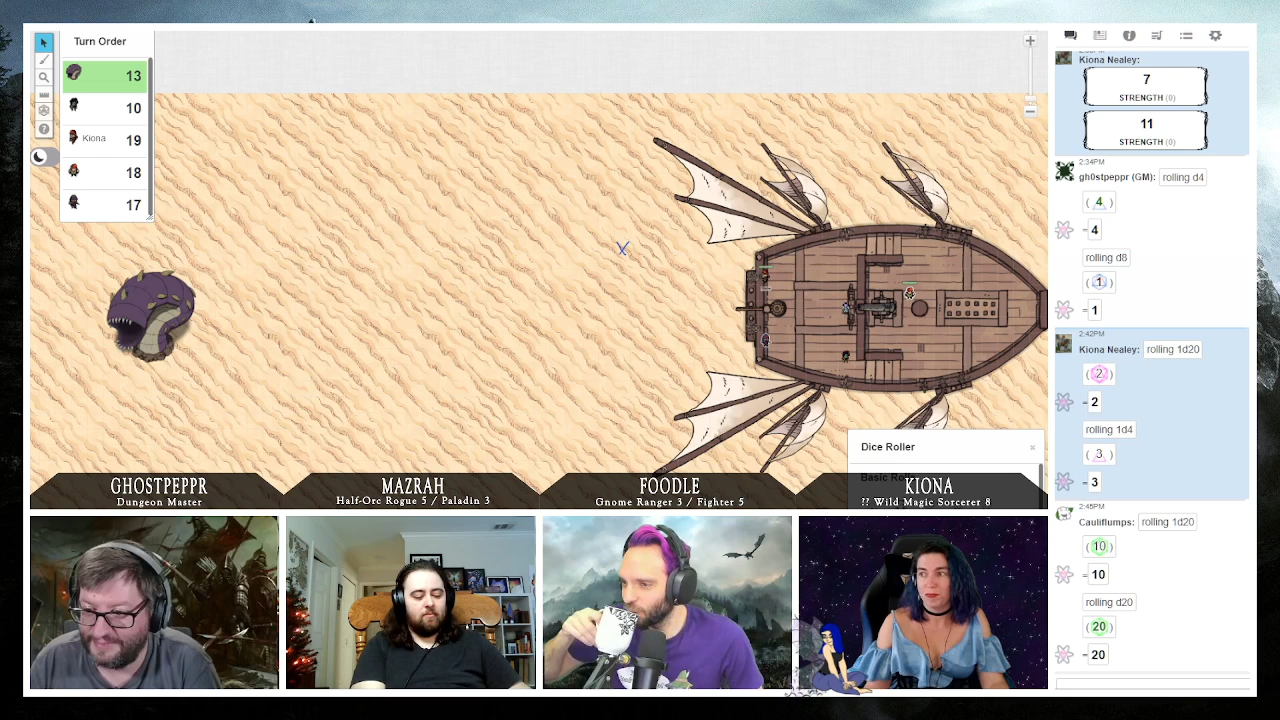 Turn Order
13
10
Kiona
19
18
17
X
Dice Roller
×
GHOSTPEPPR
Dungeon Master
MAZRAH
Half-Orc Rogue 5 / Paladin 3
FOODLE
Gnome Ranger 3 / Fighter 5
KIONA
?? Wild Magic Sorcerer 8
Kiona Nealey:
7
STRENGTH (0)
11
STRENGTH (0)
2:34PM
gh0stpeppr (GM): rolling d4
( 4 )
= 4
rolling d8
( 1 )
= 1
2:42PM
Kiona Nealey: rolling 1d20
( 2 )
= 2
rolling 1d4
( 3 )
= 3
2:45PM
Cauliflumps: rolling 1d20
( 10 )
= 10
rolling d20
( 20 )
= 20